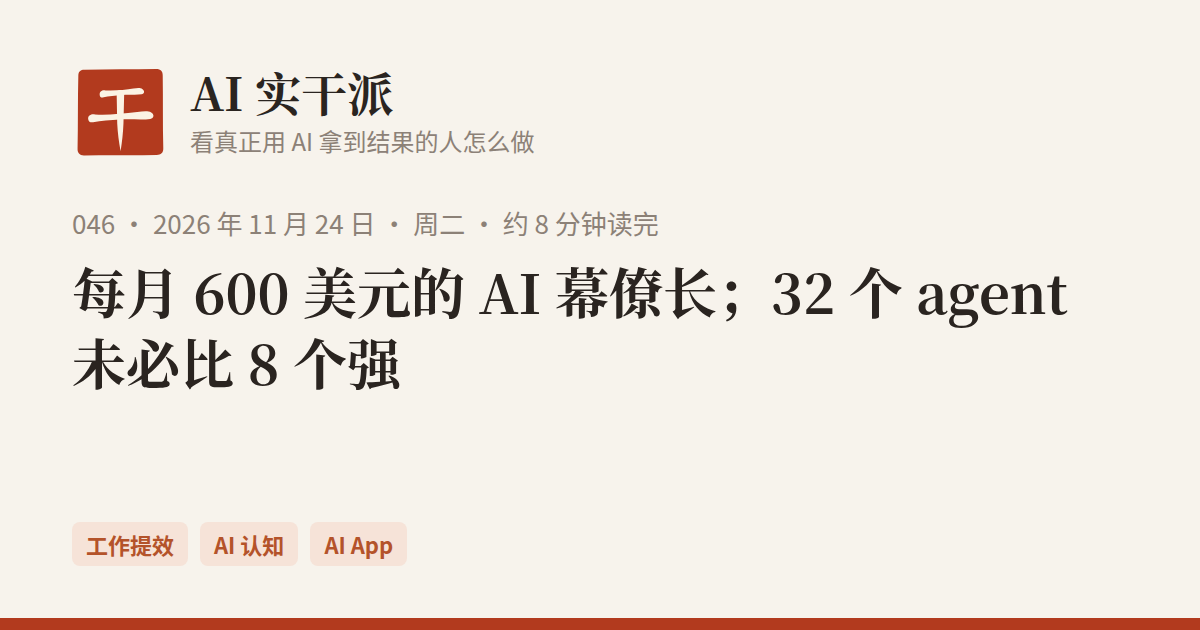 干
AI 实干派
看真正用 AI 拿到结果的人怎么做
046 · 2026 年 11 月 24 日 · 周二 · 约 8 分钟读完
每月 600 美元的 AI 幕僚长；32 个 agent
未必比 8 个强
工作提效
AI 认知
AI App